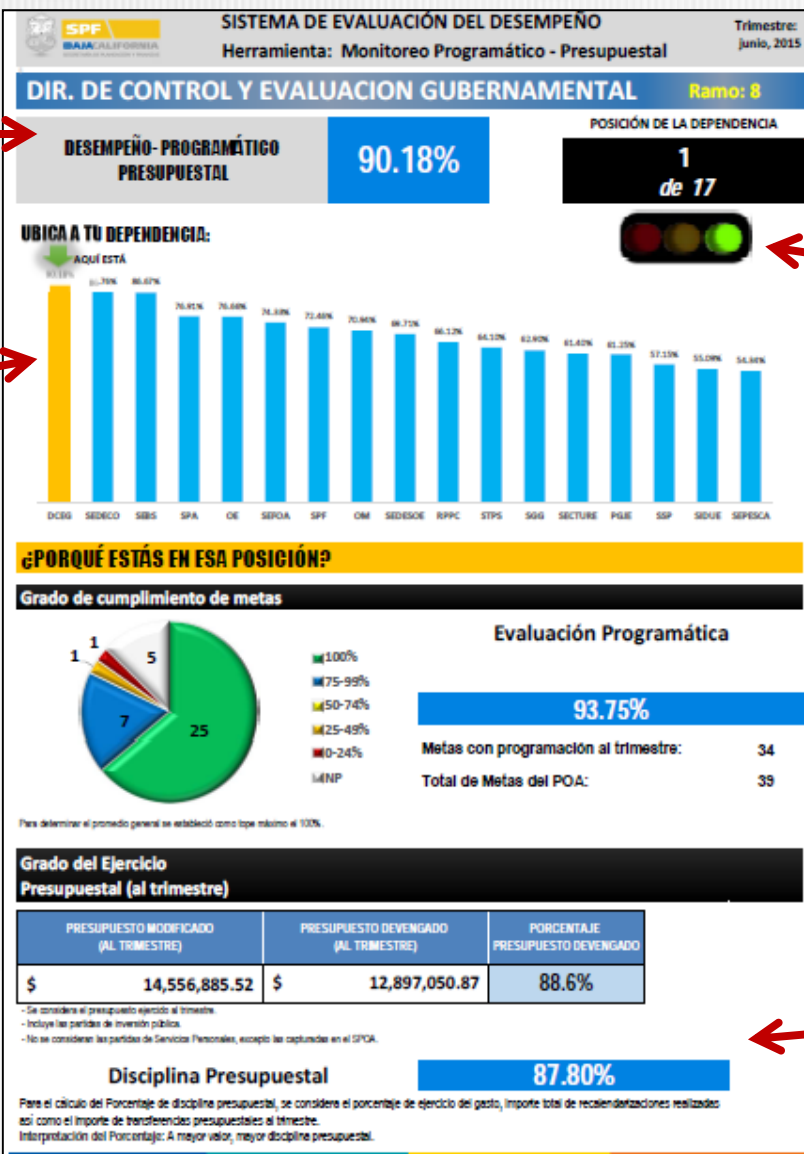 SPF
BAJACALIFORNIA
SISTEMA DE EVALUACIÓN DEL DESEMPEÑO
Herramienta: Monitoreo Programático - Presupuestal
Trimestre:
junio, 2015
DIR. DE CONTROL Y EVALUACION GUBERNAMENTAL
Ramo: 8
DESEMPEÑO- PROGRAMÁTICO
PRESUPUESTAL
90.18%
POSICIÓN DE LA DEPENDENCIA
1
de 17
UBICA A TU DEPENDENCIA:
AQUÍ ESTÁ
90.18%
76.91%
72.48%
70.96%
69.71%
66.12%
64.10%
62.90%
61.40%
61.25%
57.15%
55.09%
DCEG SEDECO SEBS SPA OE SEFOA SPF OM SEDESOE RPPC STPS SGG SECTURE PGJE SSP SIDUE SEPESCA
¿PORQUÉ ESTÁS EN ESA POSICIÓN?
Grado de cumplimiento de metas
1
1
5
7
25
100%
75-99%
50-74%
25-49%
0-24%
NP
Evaluación Programática
93.75%
Metas con programación al trimestre: 34
Total de Metas del POA: 39
Para determinar el promedio general se estableció como tope máximo el 100%.
Grado del Ejercicio
Presupuestal (al trimestre)
PRESUPUESTO MODIFICADO
(AL TRIMESTRE)
PRESUPUESTO DEVENGADO
(AL TRIMESTRE)
PORCENTAJE
PRESUPUESTO DEVENGADO
$ 14,556,885.52 $ 12,897,050.87 88.6%
- Se considera el presupuesto ejercido al trimestre.
- Incluye las partidas de inversión pública.
- No se consideran las partidas de Servicios Personales, excepto las capturadas en el SPOA.
Disciplina Presupuestal
87.80%
Para el cálculo del Porcentaje de disciplina presupuestal, se considera el porcentaje de ejercicio del gasto, importe total de recalendarizaciones realizadas
así como el importe de transferencias presupuestales al trimestre.
Interpretación del Porcentaje: A mayor valor, mayor disciplina presupuestal.